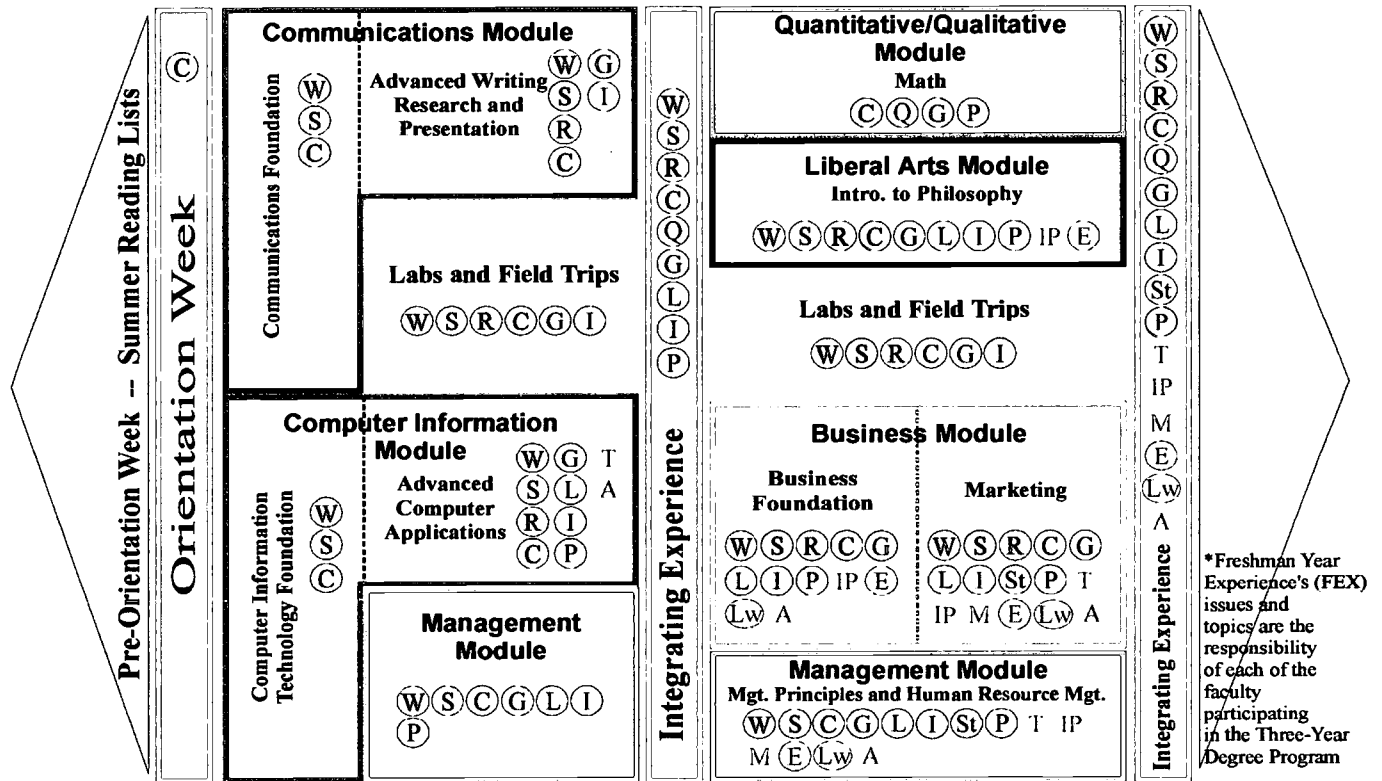 Pre-Orientation Week -- Summer Reading Lists
Orientation Week
C
Communications Module
Communications Foundation
W
S
C
Advanced Writing
Research and
Presentation
W G
S I
R
C
Labs and Field Trips
W S R C G I
Computer Information
Module
Computer Information
Technology Foundation
W
S
C
Advanced
Computer
Applications
W G T
S L A
R I
C P
Management
Module
W S C G L I
P
W
S
R
C
Q
G
L
I
P
Integrating Experience
Quantitative/Qualitative
Module
Math
C Q G P
Liberal Arts Module
Intro. to Philosophy
W S R C G L I P IP E
Labs and Field Trips
W S R C G I
Business Module
Business
Foundation
W S R C G
L I P IP E
Lw A
Marketing
W S R C G
L I St P T
IP M E Lw A
Management Module
Mgt. Principles and Human Resource Mgt.
W S C G L I St P T IP
M E Lw A
W
S
R
C
Q
G
L
I
St
P
T
IP
M
E
Lw
A
Integrating Experience
*Freshman Year
Experience's (FEX)
issues and
topics are the
responsibility
of each of the
faculty
participating
in the Three-Year
Degree Program